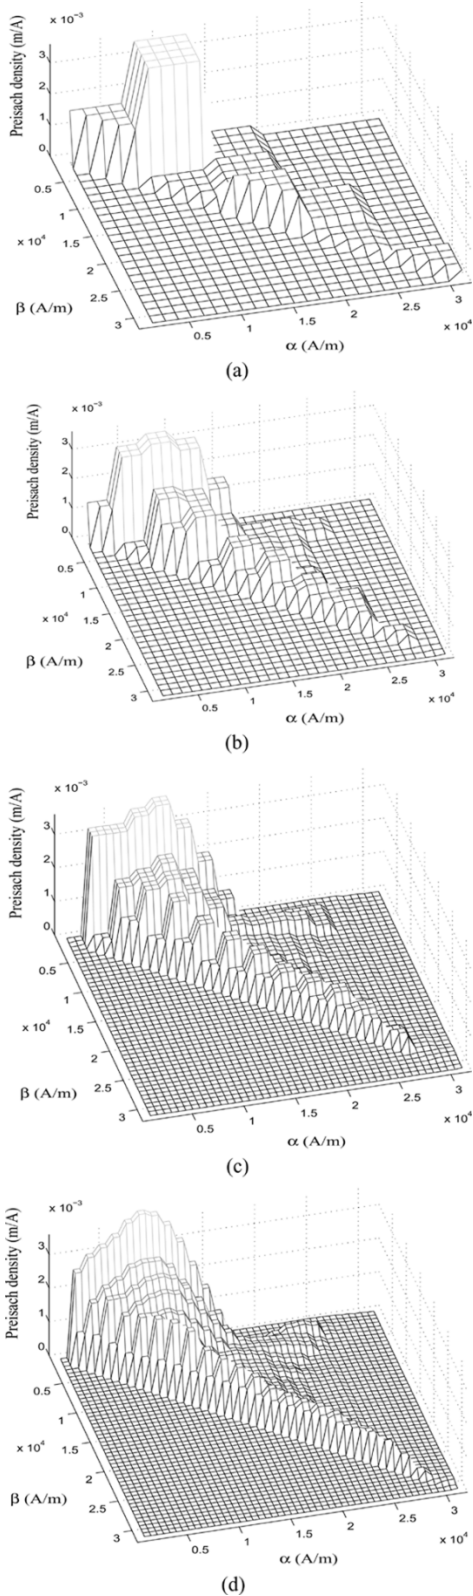 x 10⁻³
Preisach density (m/A)
3
2
1
0
0.5
1
1.5
2
2.5
3
x 10⁴
β (A/m)
0.5
1
1.5
2
2.5
3
x 10⁴
α (A/m)
(a)
x 10⁻³
Preisach density (m/A)
3
2
1
0
0.5
1
1.5
2
2.5
3
x 10⁴
β (A/m)
0.5
1
1.5
2
2.5
3
x 10⁴
α (A/m)
(b)
x 10⁻³
Preisach density (m/A)
3
2
1
0
0.5
1
1.5
2
2.5
3
x 10⁴
β (A/m)
0.5
1
1.5
2
2.5
3
x 10⁴
α (A/m)
(c)
x 10⁻³
Preisach density (m/A)
3
2
1
0
0.5
1
1.5
2
2.5
3
x 10⁴
β (A/m)
0.5
1
1.5
2
2.5
3
x 10⁴
α (A/m)
(d)